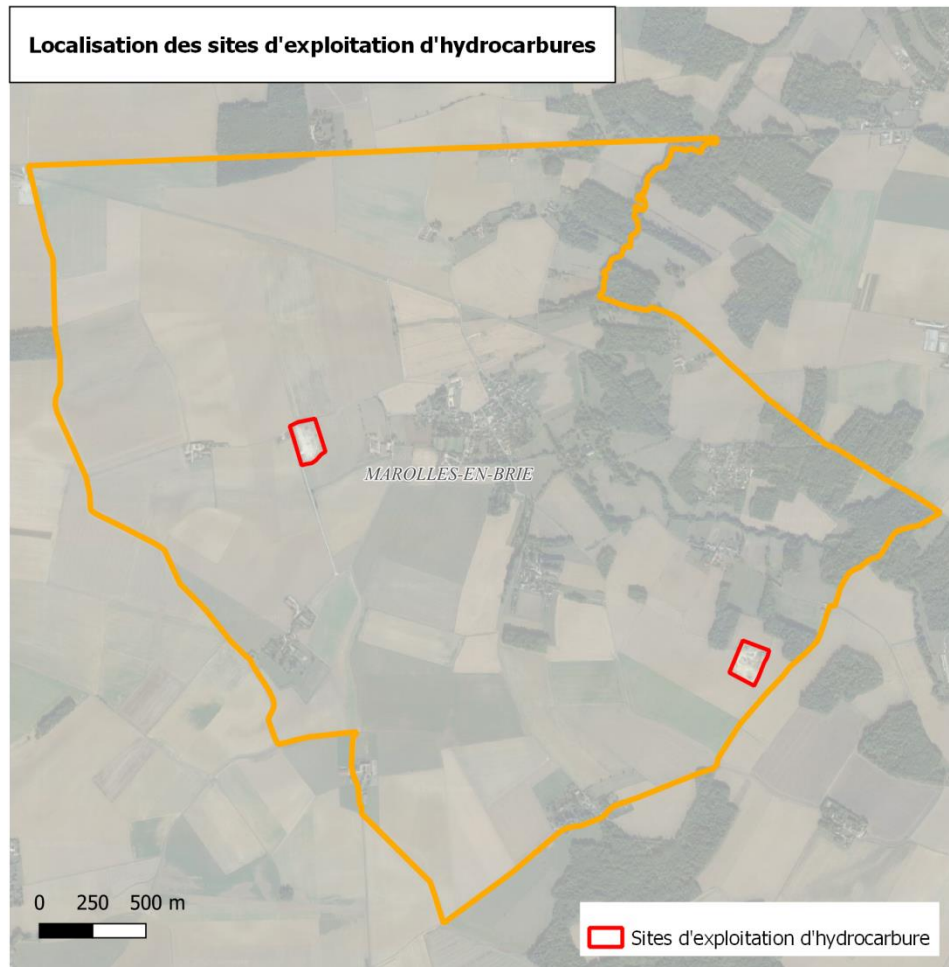 Localisation des sites d'exploitation d'hydrocarbures
MAROLLES-EN-BRIE
0 250 500 m
Sites d'exploitation d'hydrocarbure